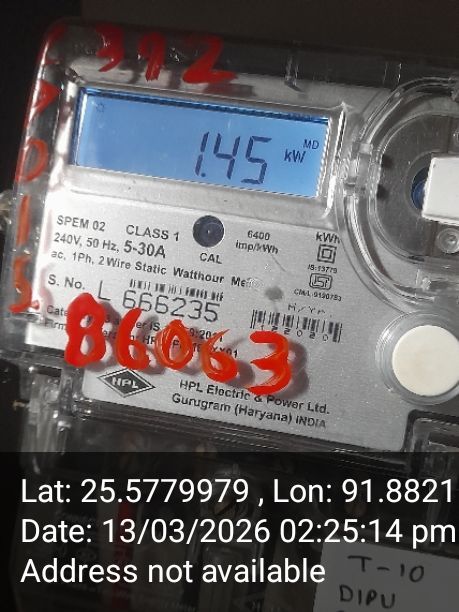 392
1.45 kW MD
SPEM 02 CLASS 1
240V, 50 Hz, 5-30A
ac, 1Ph, 2 Wire Static Watthour
CAL
6400
imp/kWh
kWh
IS:13779
S. No. L 666235
86063
HPL
HPL Electric & Power Ltd.
Gurugram (Haryana) INDIA
Lat: 25.5779979 , Lon: 91.8821
Date: 13/03/2026 02:25:14 pm
Address not available
T-10
DIPU